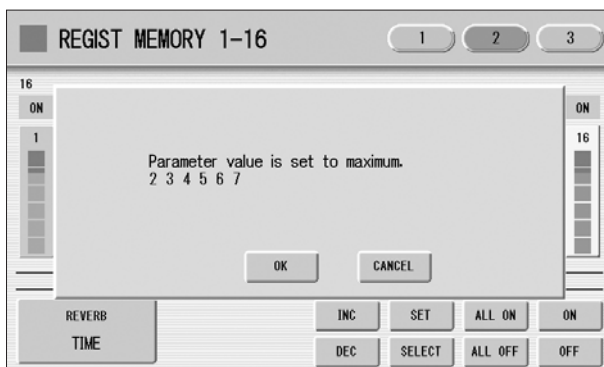 REGIST MEMORY 1-16
1 2 3
16
ON ON
1 16
Parameter value is set to maximum.
2 3 4 5 6 7
OK CANCEL
REVERB
TIME
INC SET ALL ON ON
DEC SELECT ALL OFF OFF